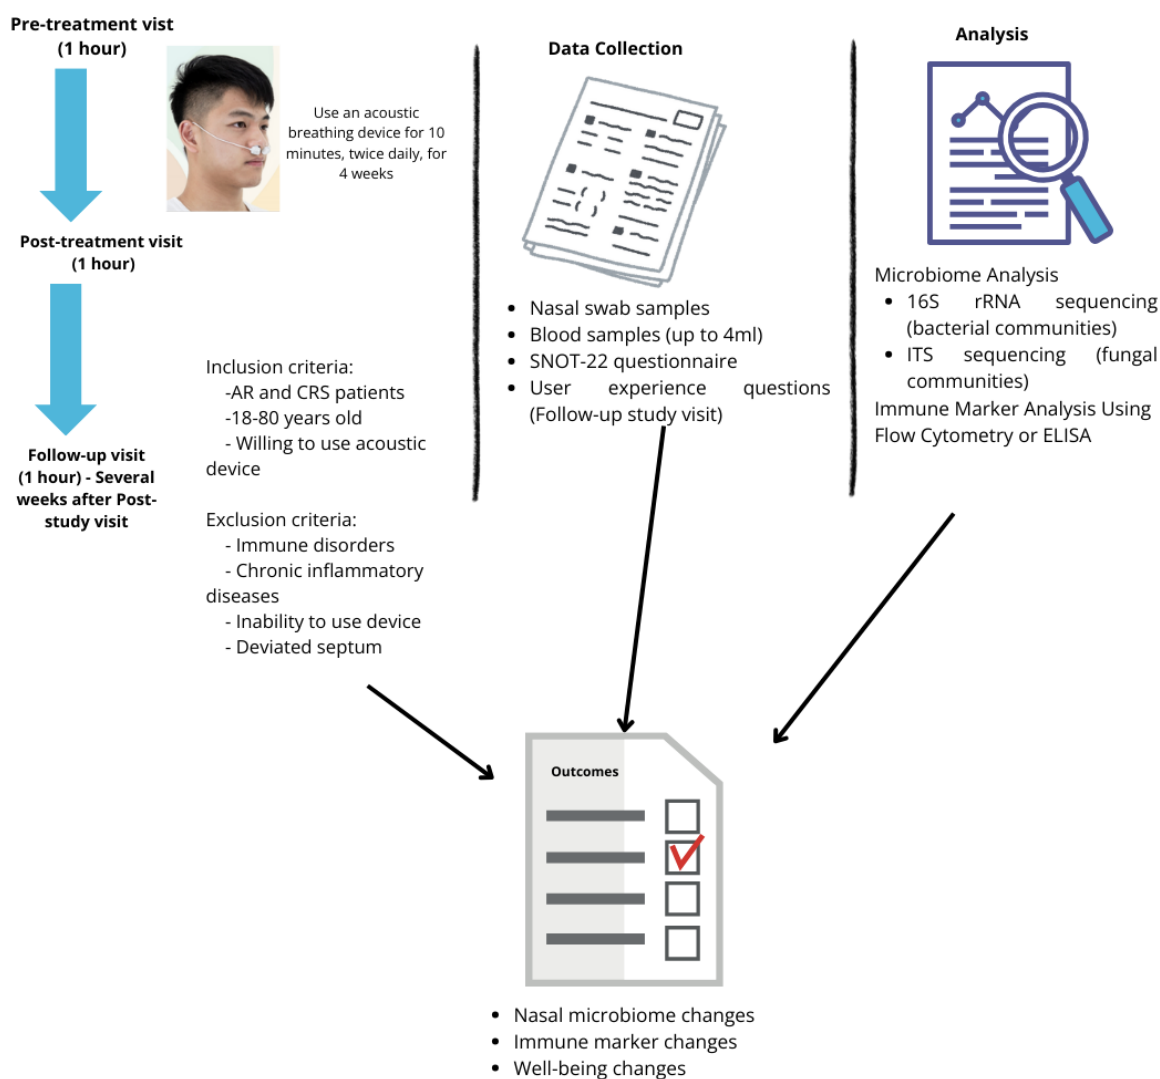 Pre-treatment vist
(1 hour)
Use an acoustic
breathing device for 10
minutes, twice daily, for
4 weeks
Post-treatment visit
(1 hour)
Follow-up visit
(1 hour) - Several
weeks after Post-
study visit
Inclusion criteria:
-AR and CRS patients
-18-80 years old
- Willing to use acoustic
device
Exclusion criteria:
- Immune disorders
- Chronic inflammatory
diseases
- Inability to use device
- Deviated septum
Data Collection
• Nasal swab samples
• Blood samples (up to 4ml)
• SNOT-22 questionnaire
• User experience questions
(Follow-up study visit)
Analysis
Microbiome Analysis
• 16S rRNA sequencing
(bacterial communities)
• ITS sequencing (fungal
communities)
Immune Marker Analysis Using
Flow Cytometry or ELISA
Outcomes
• Nasal microbiome changes
• Immune marker changes
• Well-being changes